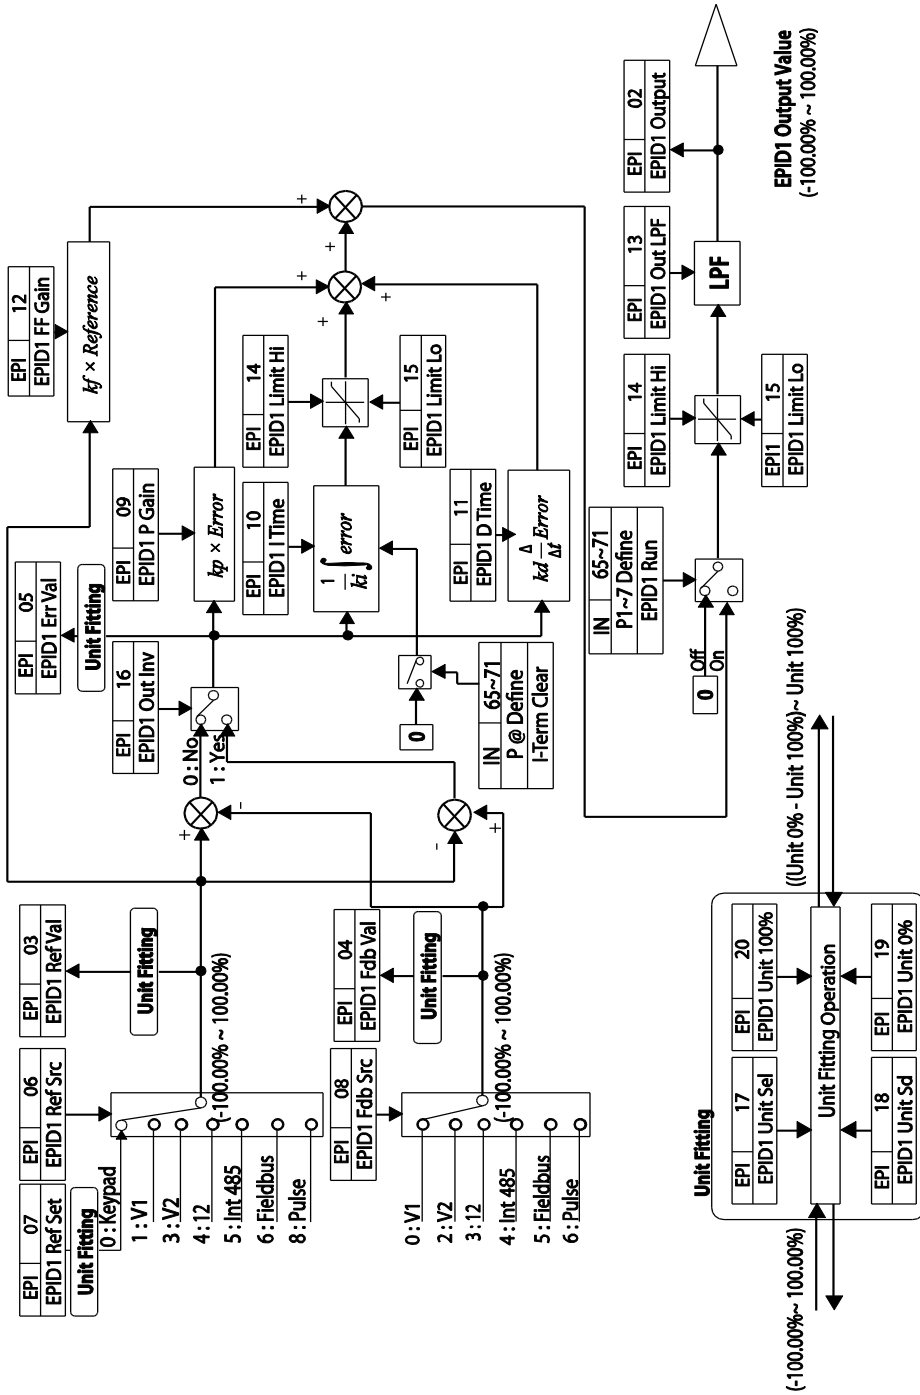 EPI 07
EPID1 Ref Set
Unit Fitting
EPI 06
EPID1 Ref Src
EPI 03
EPID1 Ref Val
Unit Fitting
0 : Keypad
1 : V1
3 : V2
4 : 12
5 : Int 485
6 : Fieldbus
8 : Pulse
(-100.00% ~ 100.00%)
EPI 08
EPID1 Fdb Src
EPI 04
EPID1 Fdb Val
Unit Fitting
0 : V1
2 : V2
3 : 12
4 : Int 485
5 : Fieldbus
6 : Pulse
(-100.00% ~ 100.00%)
+
-
-
+
0 : No
1 : Yes
EPI 16
EPID1 Out Inv
EPI 05
EPID1 Err Val
Unit Fitting
EPI 12
EPID1 FF Gain
kf × Reference
EPI 09
EPID1 P Gain
kp × Error
EPI 10
EPID1 I Time
1
ki
∫ error
EPI 14
EPID1 Limit Hi
EPI 15
EPID1 Limit Lo
EPI 11
EPID1 D Time
kd Δ Error
Δt
0
IN 65~71
P @ Define
I-Term Clear
+
+
+
+
+
0
Off
On
IN 65~71
P1~7 Define
EPID1 Run
EPI 14
EPID1 Limit Hi
EPI1 15
EPID1 Limit Lo
EPI 13
EPID1 Out LPF
LPF
EPI 02
EPID1 Output
EPID1 Output Value
(-100.00% ~ 100.00%)
Unit Fitting
EPI 17
EPID1 Unit Sel
EPI 20
EPID1 Unit 100%
Unit Fitting Operation
EPI 18
EPID1 Unit Sd
EPI 19
EPID1 Unit 0%
(-100.00%~ 100.00%)
((Unit 0% - Unit 100%)~ Unit 100%)